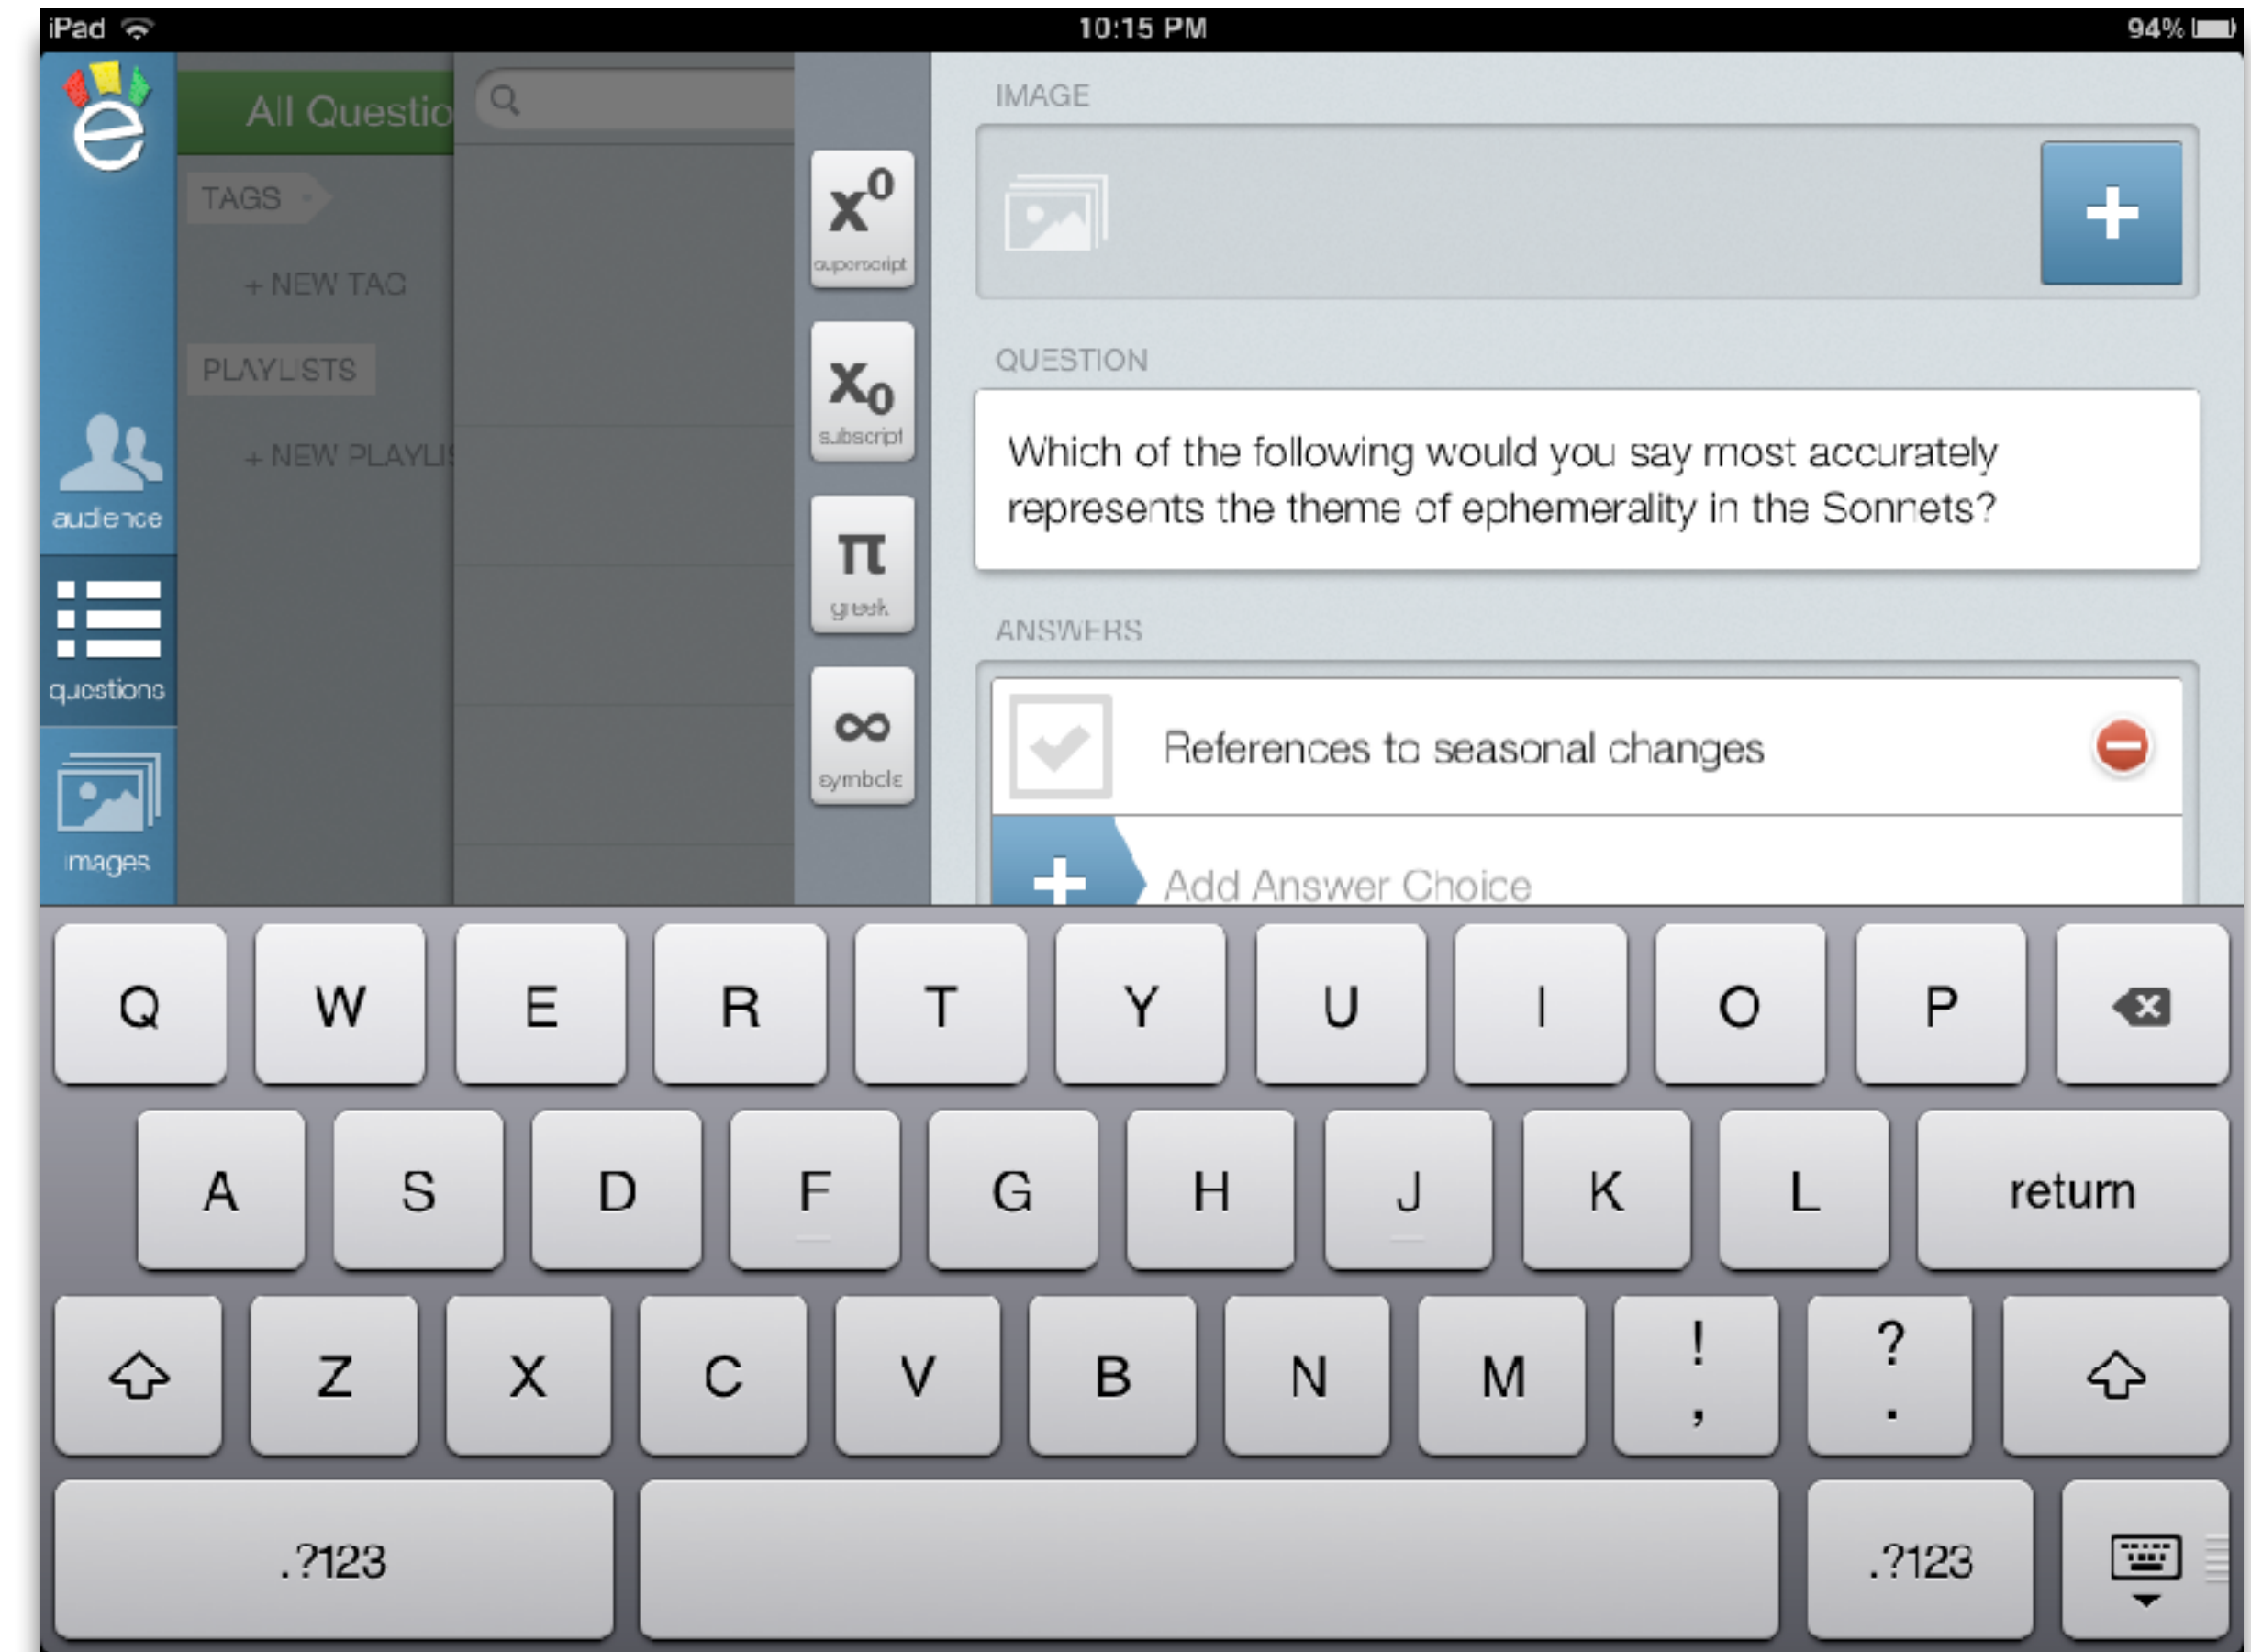 iPad
10:15 PM
94%
e
All Questio
TAGS
+ NEW TAG
PLAYLISTS
+ NEW PLAYLIS
audience
questions
images
x⁰
superscript
x₀
subscript
π
greek
∞
symbols
IMAGE
+
QUESTION
Which of the following would you say most accurately
represents the theme of ephemerality in the Sonnets?
ANSWERS
References to seasonal changes
+ Add Answer Choice
Q W E R T Y U I O P
A S D F G H J K L return
Z X C V B N M ! , ? .
.?123 .?123